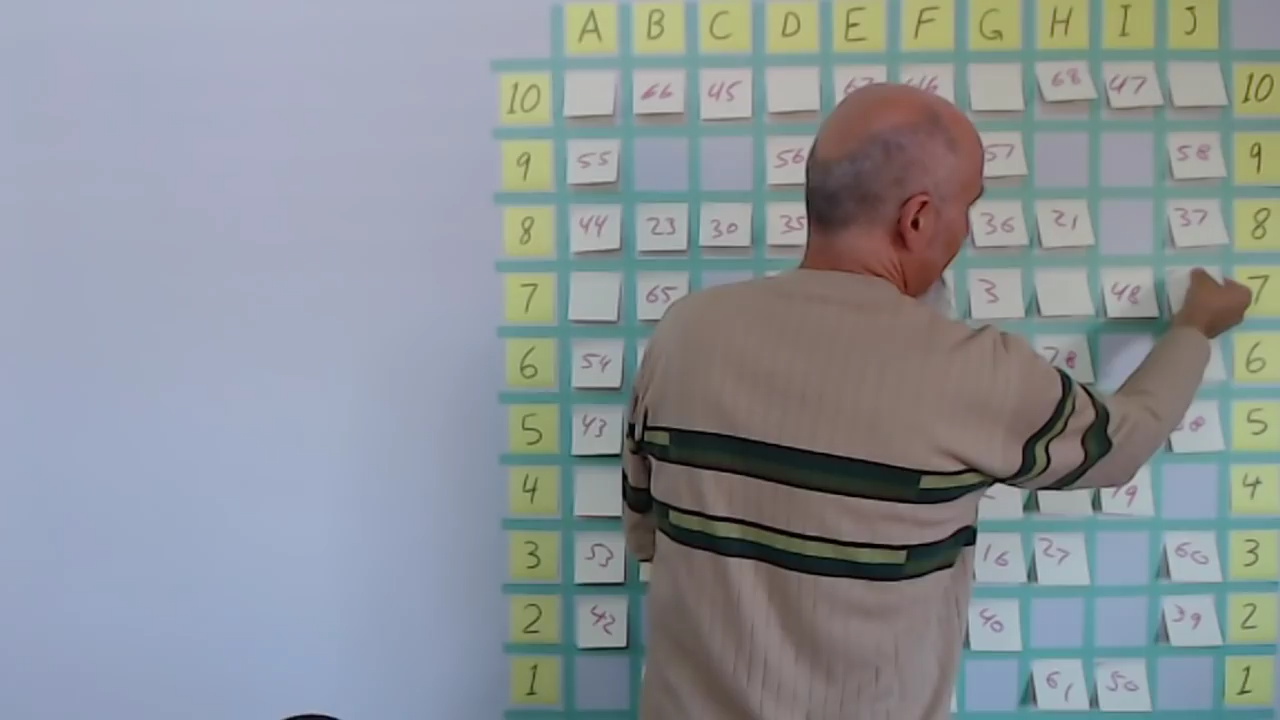 A B C D E F G H I J
10 66 45 68 47 10
9 55 56 57 58 9
8 44 23 30 35 36 21 37 8
7 65 3 48 7
6 54 6
5 43 5
4 19 4
3 53 16 27 60 3
2 42 40 39 2
1 61 50 1